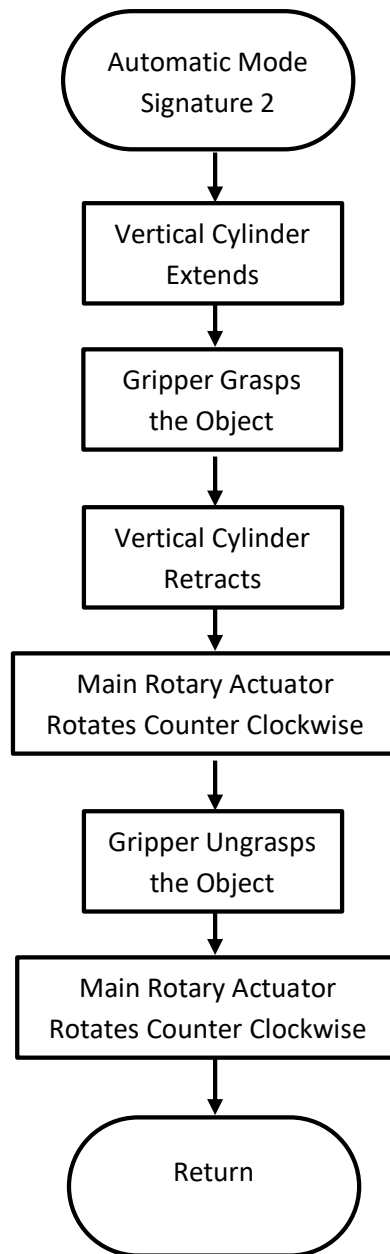 Automatic Mode
Signature 2
Vertical Cylinder
Extends
Gripper Grasps
the Object
Vertical Cylinder
Retracts
Main Rotary Actuator
Rotates Counter Clockwise
Gripper Ungrasps
the Object
Main Rotary Actuator
Rotates Counter Clockwise
Return